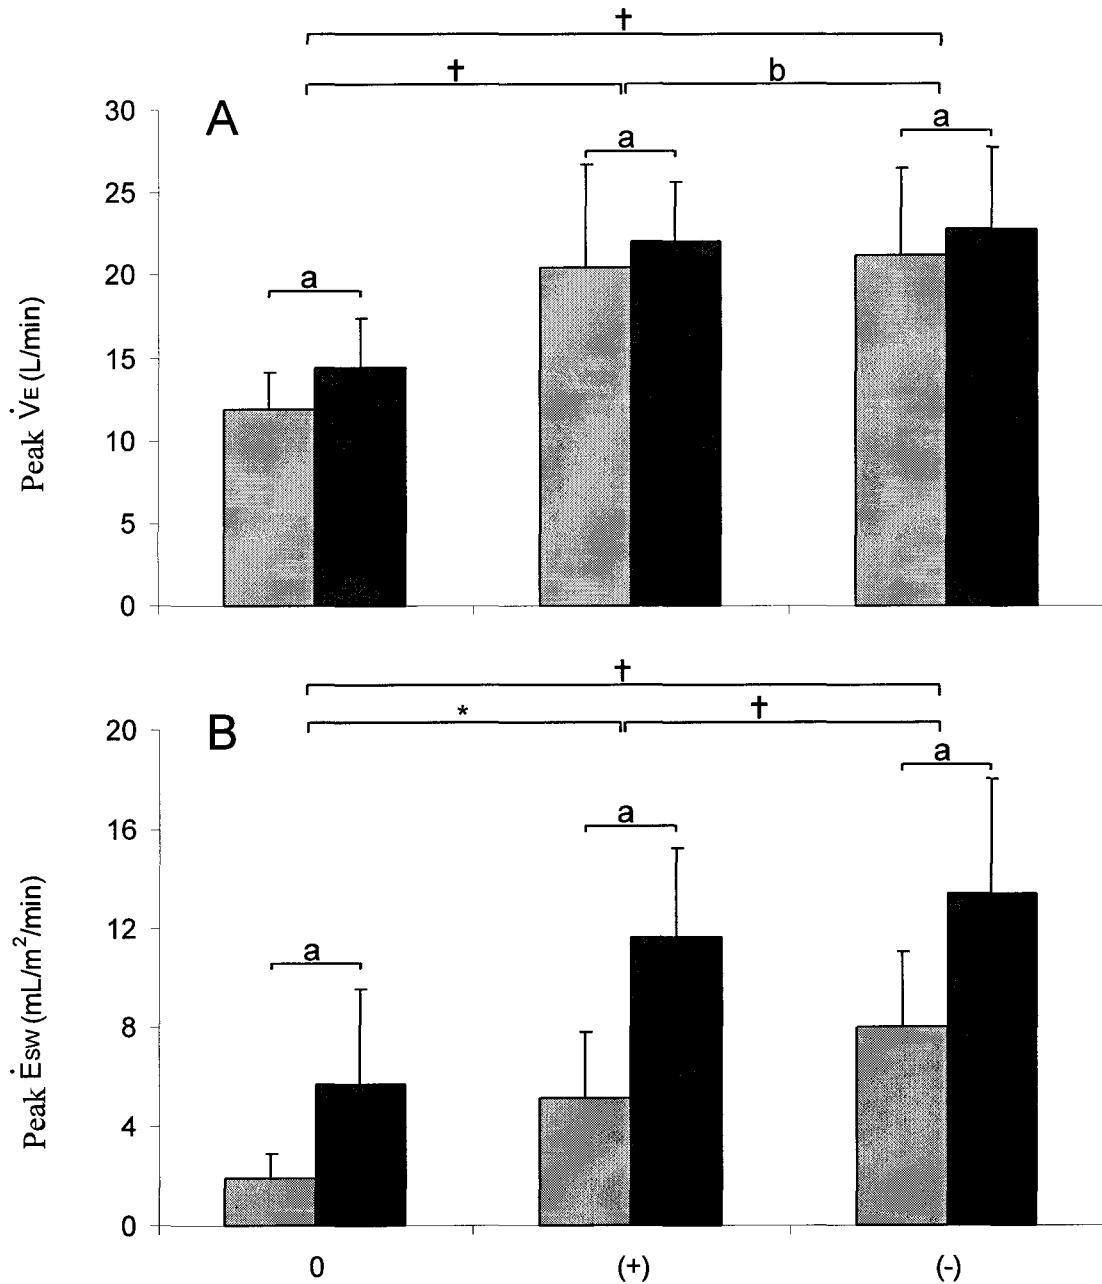 †
† b
A
30
25
20
15
10
5
0
a
a
a
Peak V̇E (L/min)
†
* †
B
20
16
12
8
4
0
a
a
a
Peak ĖSW (mL/m²/min)
0 (+) (-)